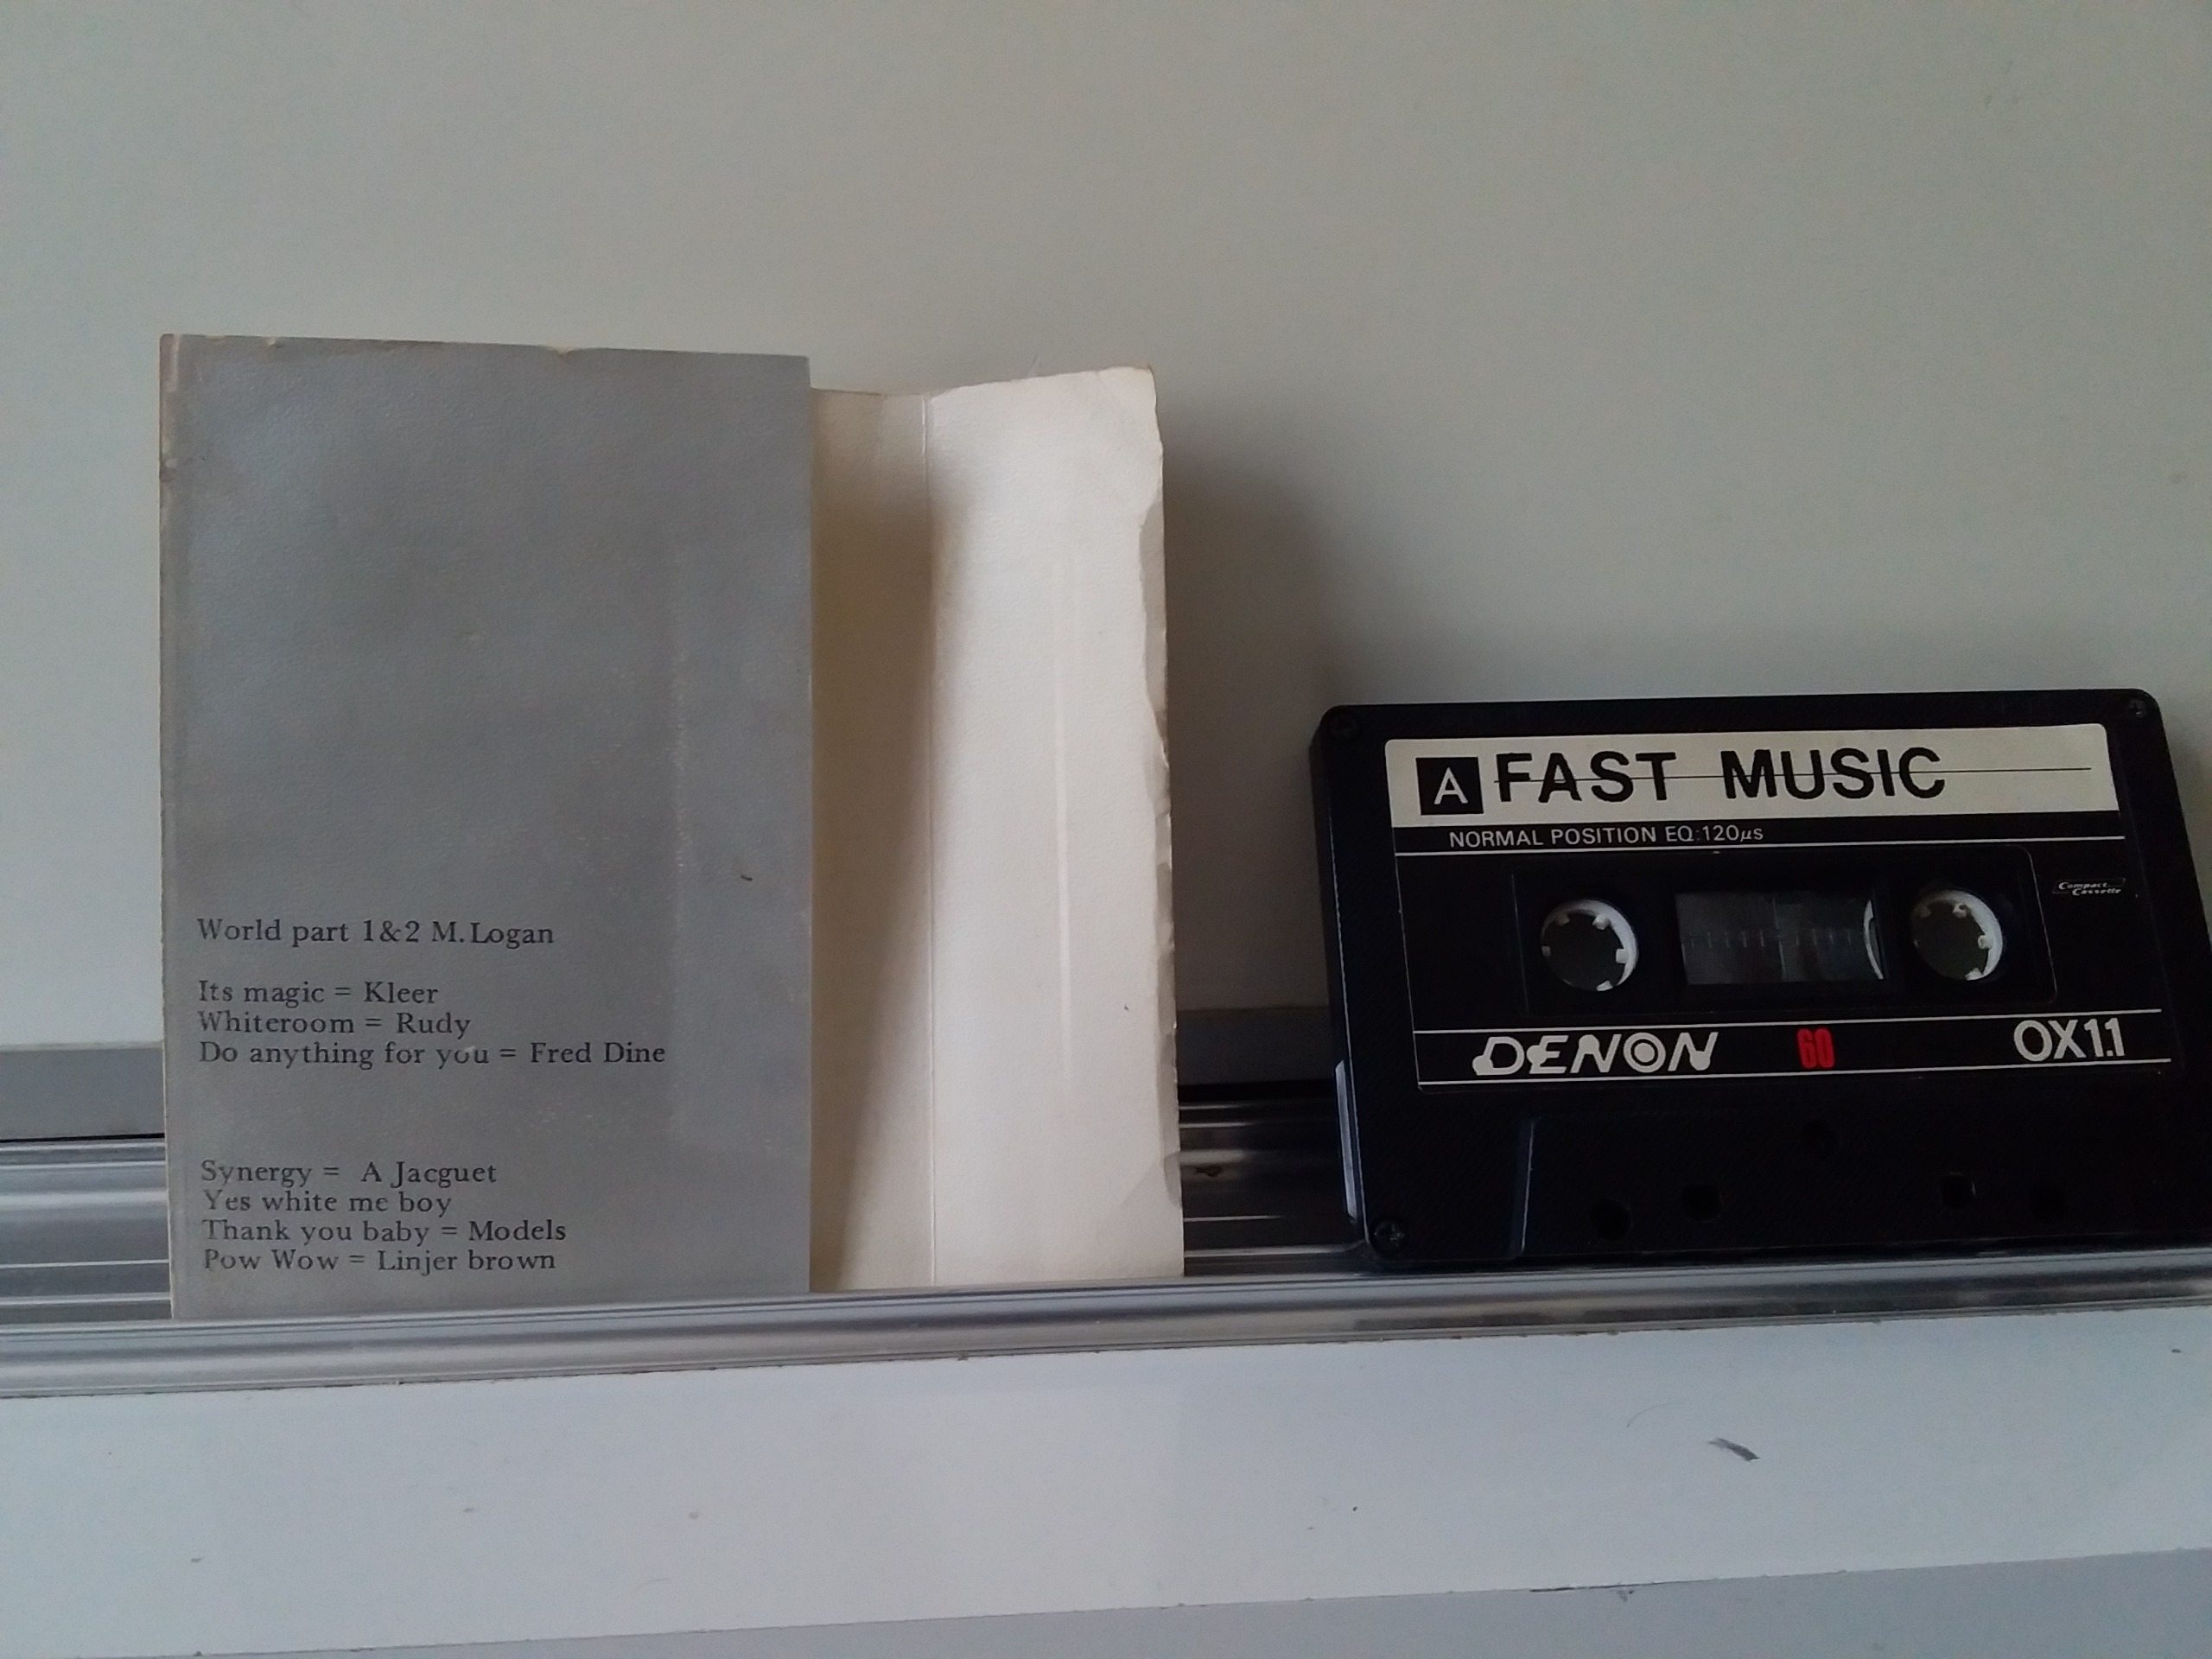 World part 1&2 M.Logan
Its magic = Kleer
Whiteroom = Rudy
Do anything for you = Fred Dine
Synergy = A Jacguet
Yes white me boy
Thank you baby = Models
Pow Wow = Linjer brown
A FAST MUSIC
NORMAL POSITION EQ:120μs
Compact
Cassette
DENON 60 OX1.1